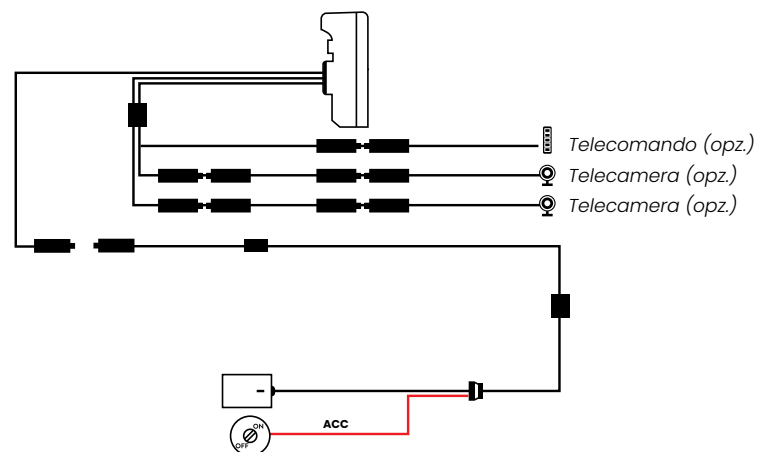 Telecomando (opz.)
Telecamera (opz.)
Telecamera (opz.)
ACC
ON
OFF